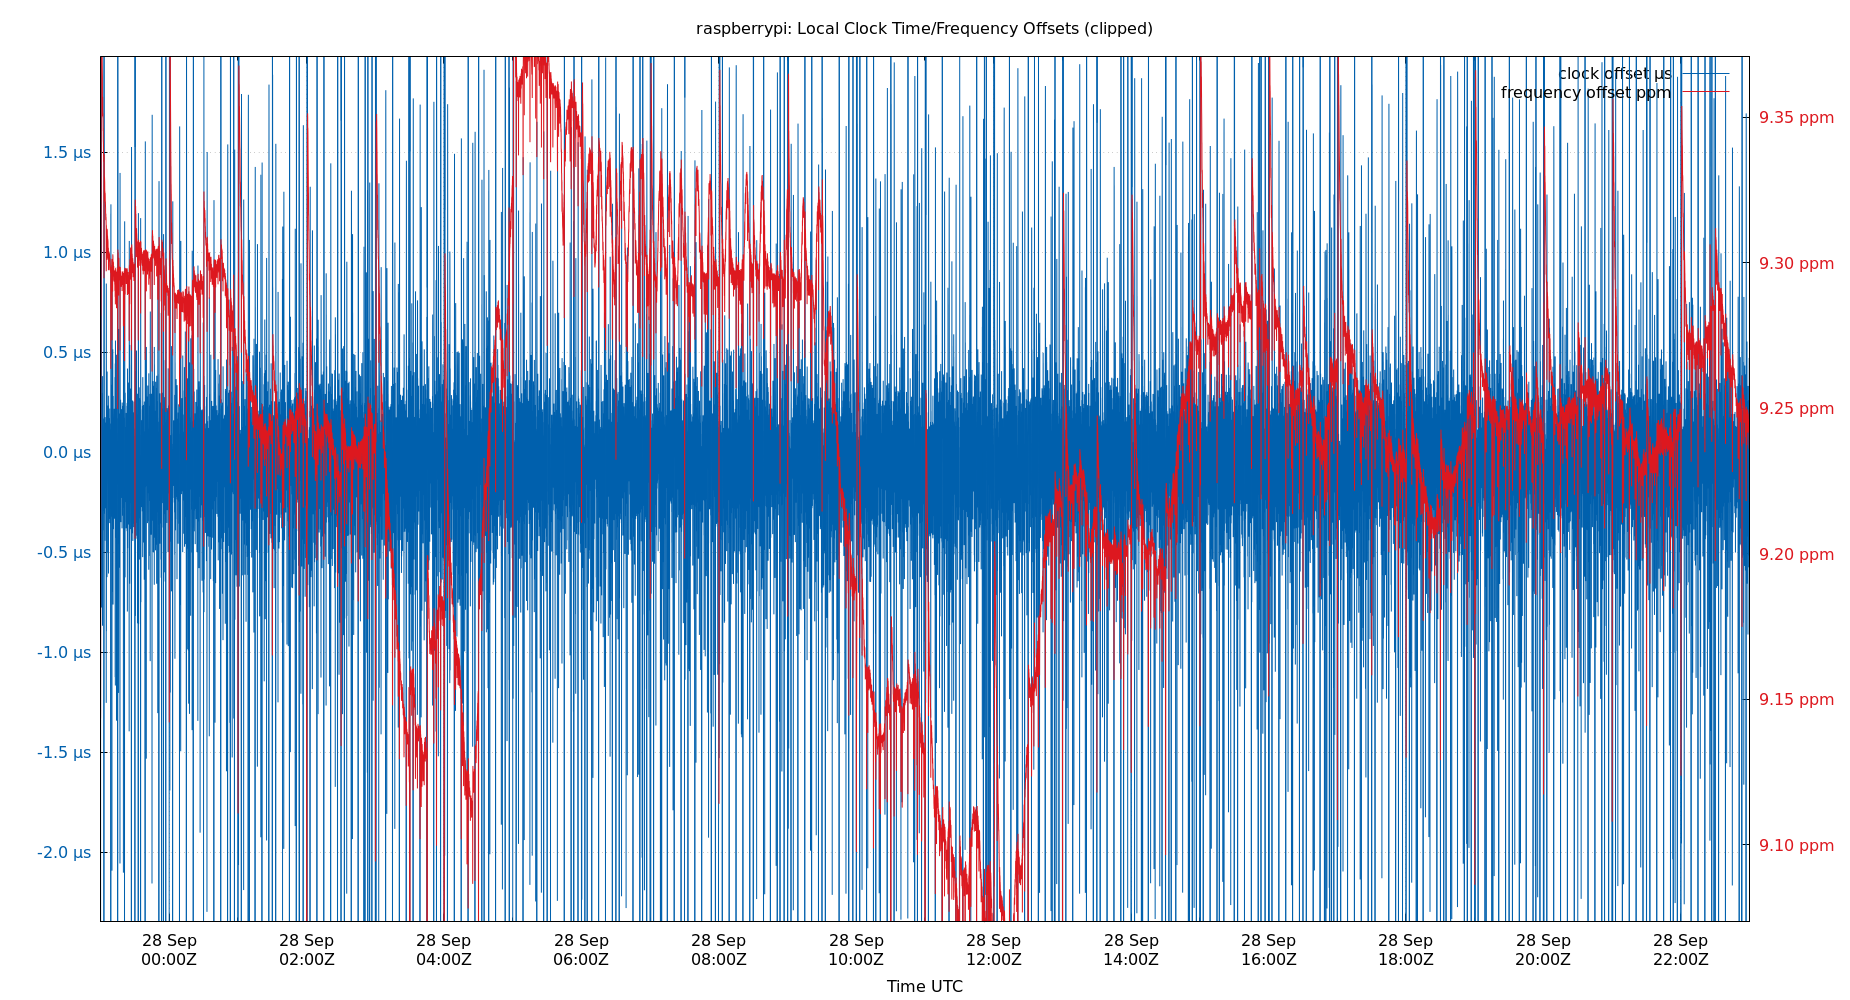 raspberrypi: Local Clock Time/Frequency Offsets (clipped)
clock offset µs
frequency offset ppm
1.5 µs
1.0 µs
0.5 µs
0.0 µs
-0.5 µs
-1.0 µs
-1.5 µs
-2.0 µs
9.35 ppm
9.30 ppm
9.25 ppm
9.20 ppm
9.15 ppm
9.10 ppm
28 Sep
00:00Z
28 Sep
02:00Z
28 Sep
04:00Z
28 Sep
06:00Z
28 Sep
08:00Z
28 Sep
10:00Z
28 Sep
12:00Z
28 Sep
14:00Z
28 Sep
16:00Z
28 Sep
18:00Z
28 Sep
20:00Z
28 Sep
22:00Z
Time UTC